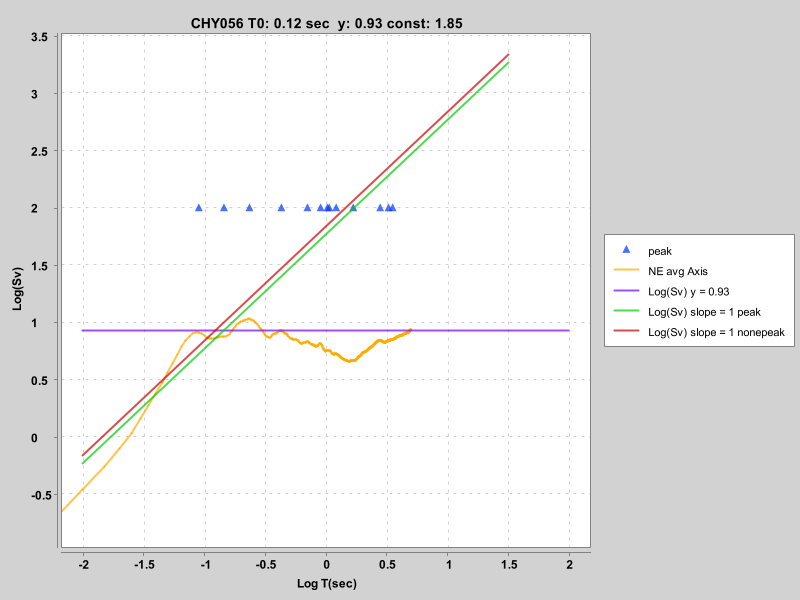 CHY056 T0: 0.12 sec  y: 0.93 const: 1.85
3.5
3
2.5
2
1.5
1
0.5
0
-0.5
Log(Sv)
-2
-1.5
-1
-0.5
0
0.5
1
1.5
2
Log T(sec)
peak
NE avg Axis
Log(Sv) y = 0.93
Log(Sv) slope = 1 peak
Log(Sv) slope = 1 nonepeak